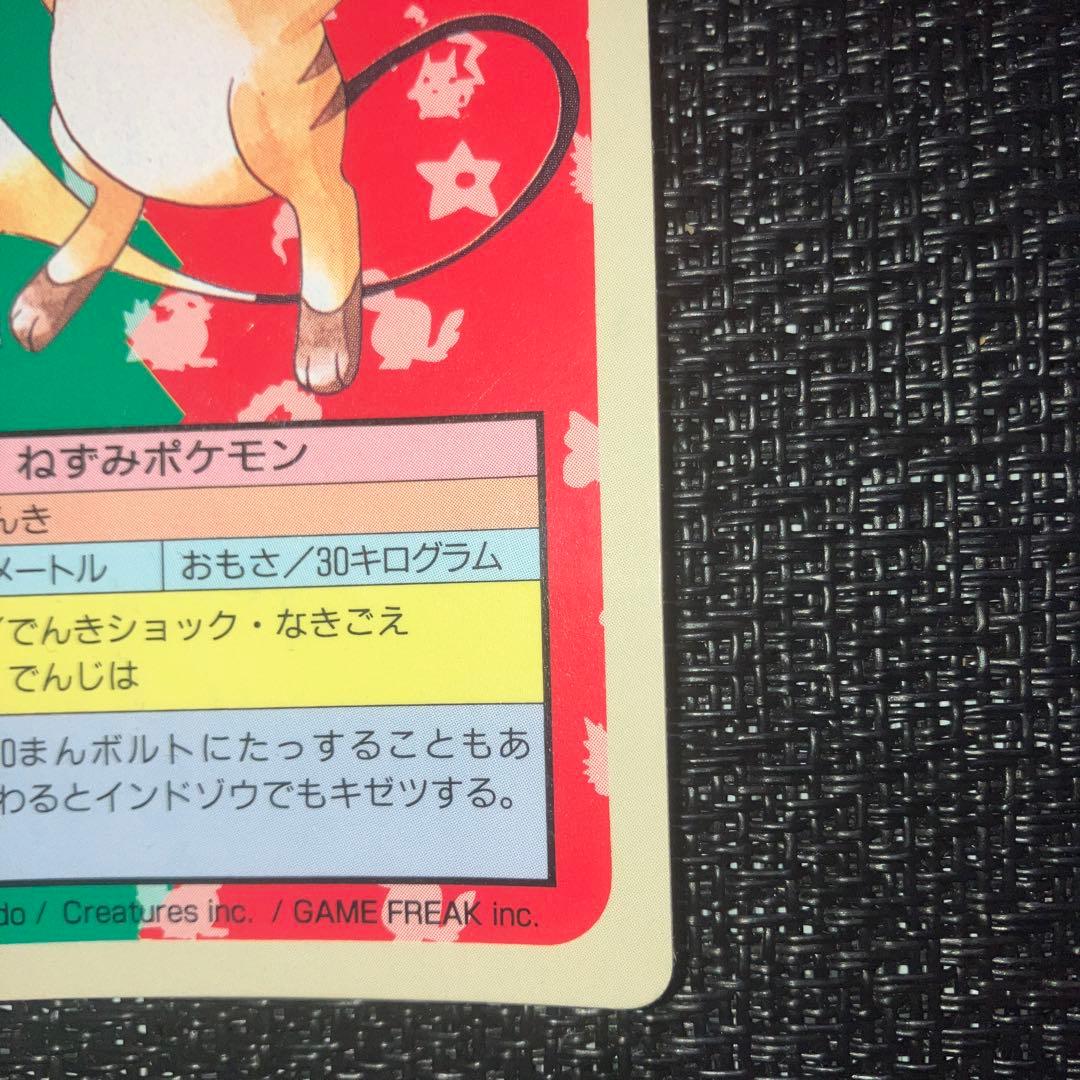 ねずみポケモン
んき
メートル おもさ／30キログラム
でんきショック・なきごえ
でんじは
0まんボルトにたっすることもあ
わるとインドゾウでもキゼツする。
do / Creatures inc. / GAME FREAK inc.